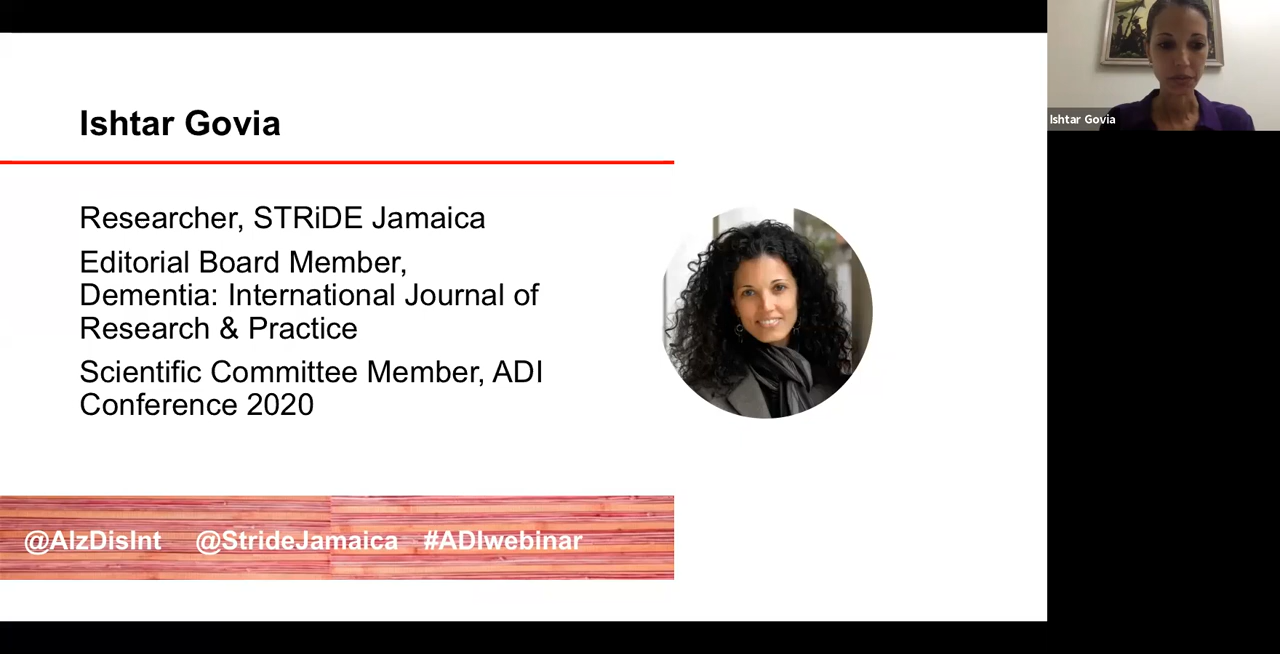 Ishtar Govia
Researcher, STRiDE Jamaica
Editorial Board Member,
Dementia: International Journal of
Research & Practice
Scientific Committee Member, ADI
Conference 2020
@AlzDisInt @StrideJamaica #ADIwebinar
Ishtar Govia